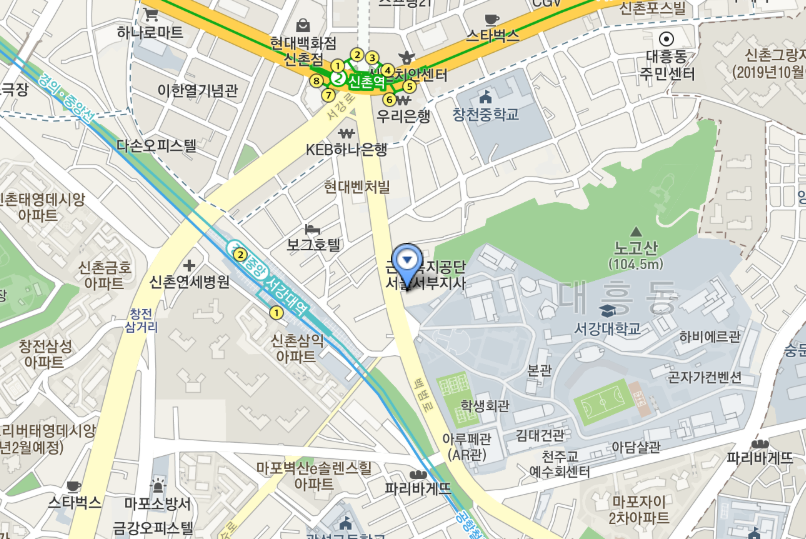 CGV
신촌포스빌
하나로마트
스타벅스
현대백화점
신촌점
대흥동
주민센터
신촌그랑자
(2019년10월
1
2
3
4
5
6
7
8
2
신촌역
치안센터
이한열기념관
우리은행
창천중학교
서강로
경의·중앙선
다손오피스텔
KEB하나은행
현대벤처빌
신촌태영데시앙
아파트
보그호텔
노고산
(104.5m)
신촌금호
아파트
신촌연세병원
2
서강대역
1
서울서부지사
대흥동
서강대학교
창전
삼거리
창전삼성
아파트
신촌삼익
아파트
하비에르관
본관
곤자가컨벤션
백범로
학생회관
김대건관
아루페관
(AR관)
아담샬관
천주교
예수회센터
리버태영데시앙
년2월예정)
마포벽산e솔렌스힐
아파트
파리바게뜨
파리바게뜨
스타벅스
마포소방서
금강오피스텔
마포자이
2차아파트